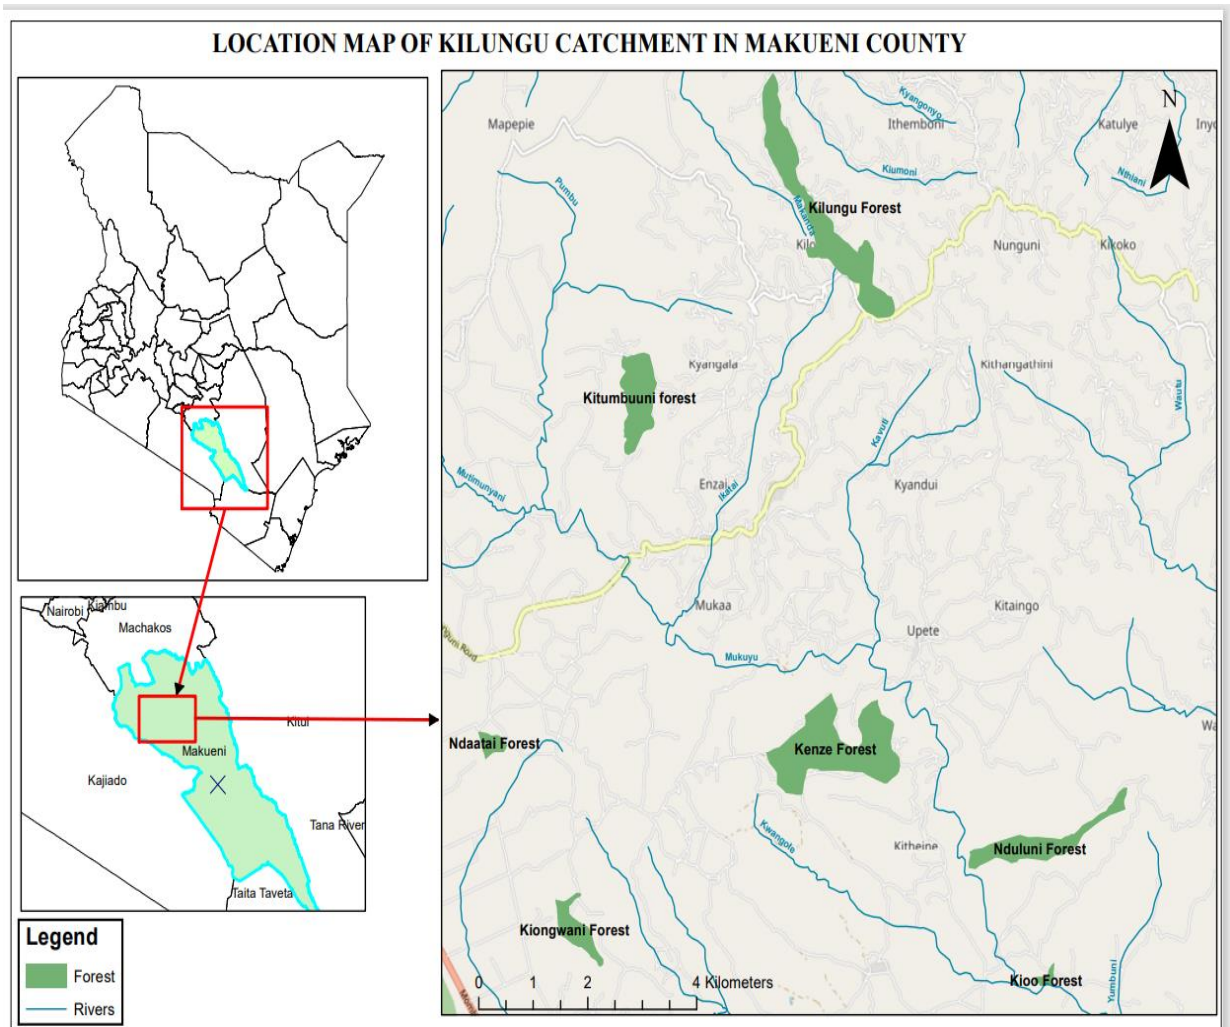 LOCATION MAP OF KILUNGU CATCHMENT IN MAKUENI COUNTY
N
Kyangonyo
Mapepie
Ithemboni
Katulye
Kiumoni
Nthiani
Pumbu
Makanda
Kilungu Forest
Nunguni
Kikoko
Kyangala
Kithangathini
Kitumbuuni forest
Wautu
Kavuti
Mutimunyani
Enzai
Ikatai
Kyandui
Mukaa
Kitaingo
Upete
Mukuyu
Ndaatai Forest
Kenze Forest
Kwangole
Kitheine
Nduluni Forest
Kiongwani Forest
Kioo Forest
Yumbuni
0 1 2 4 Kilometers
Nairobi
Kiambu
Machakos
Kitui
Makueni
Kajiado
Tana River
Taita Taveta
Legend
Forest
Rivers